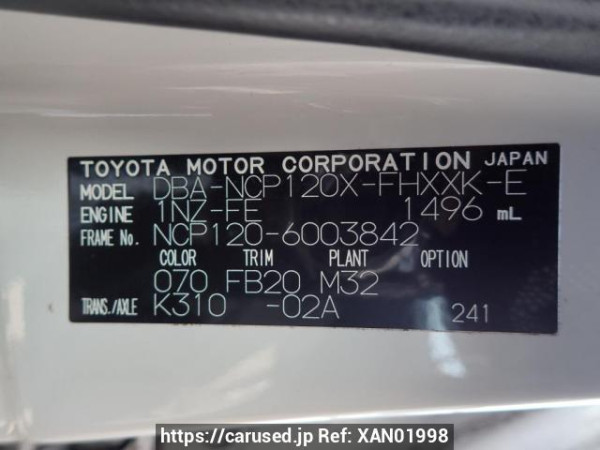 TOYOTA MOTOR CORPORATION JAPAN
MODEL DBA-NCP120X-FHXXK-E
ENGINE 1NZ-FE 1496 mL
FRAME No. NCP120-6003842
COLOR TRIM PLANT OPTION
070 FB20 M32
TRANS./AXLE K310 -02A 241
https://carused.jp Ref: XAN01998